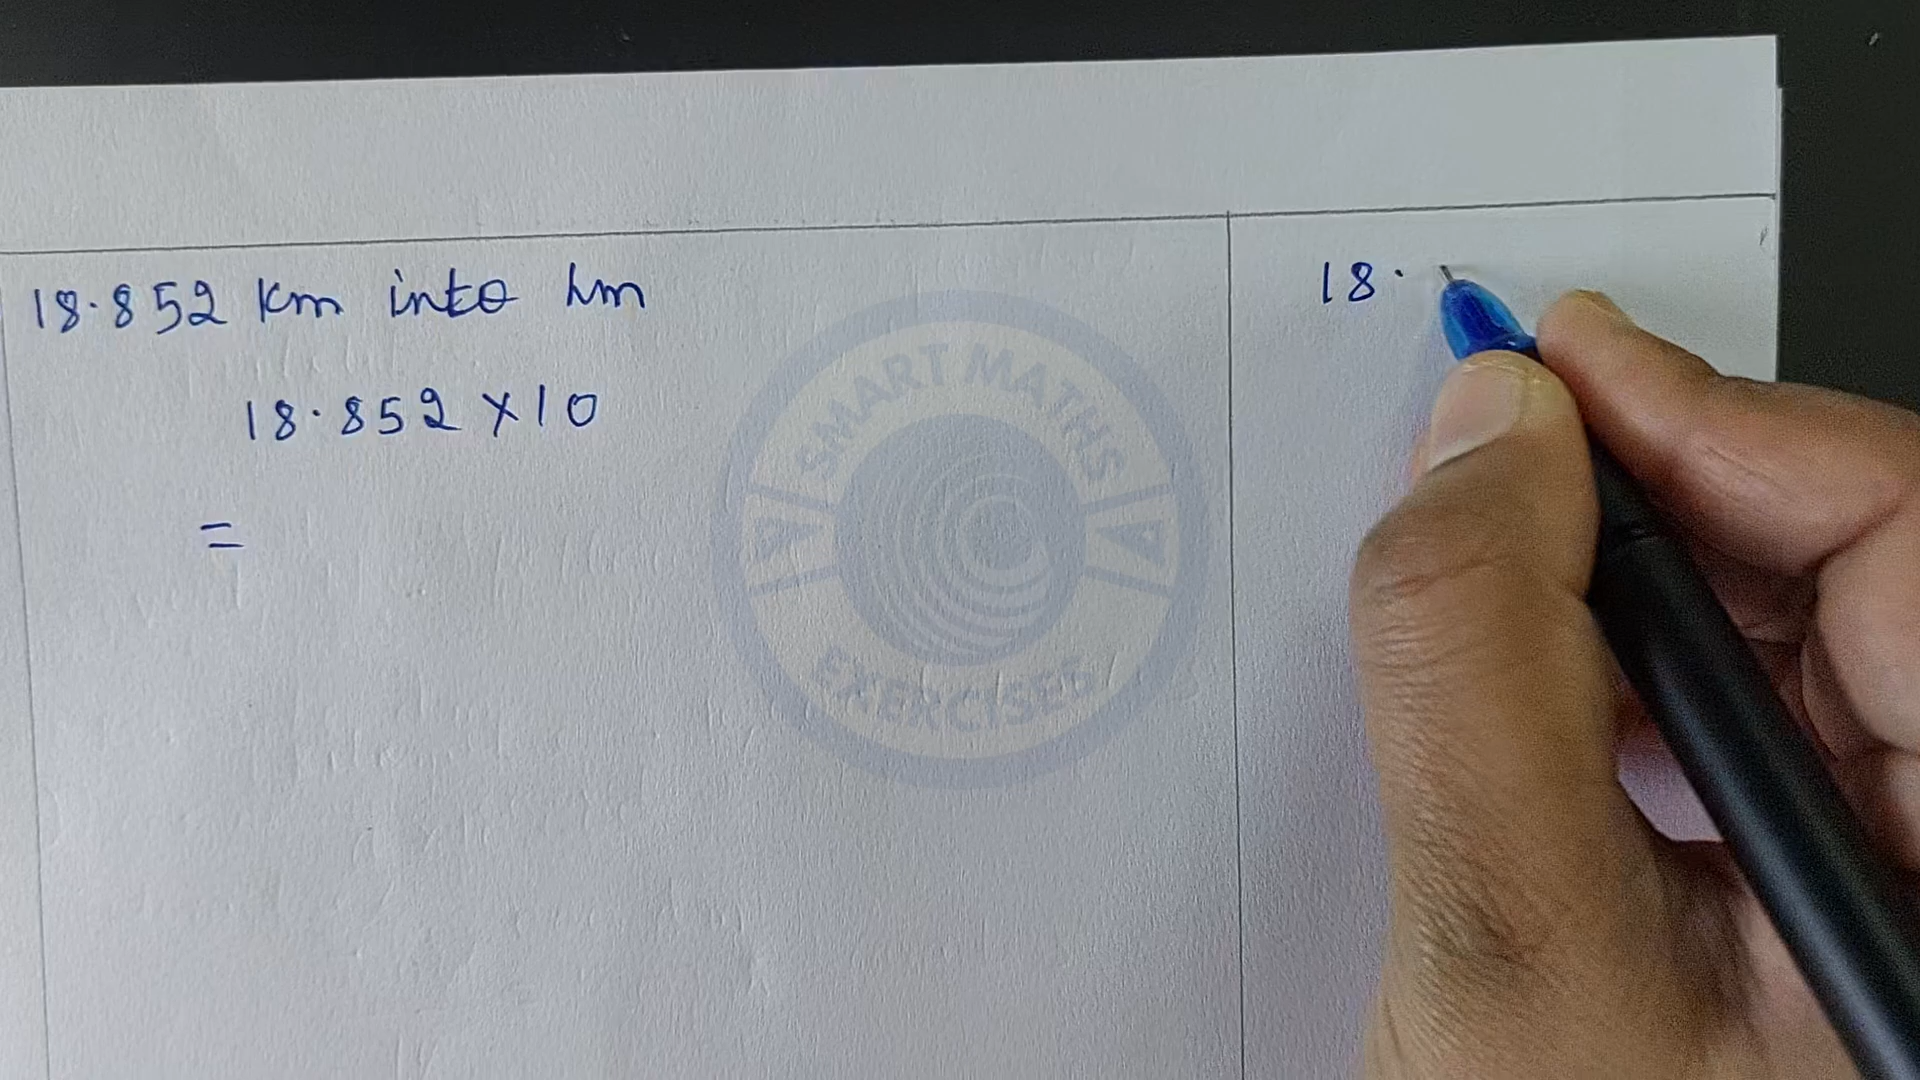 18.852 km into hm
18.852 × 10
=
18.
SMART MATHS
EXERCISES